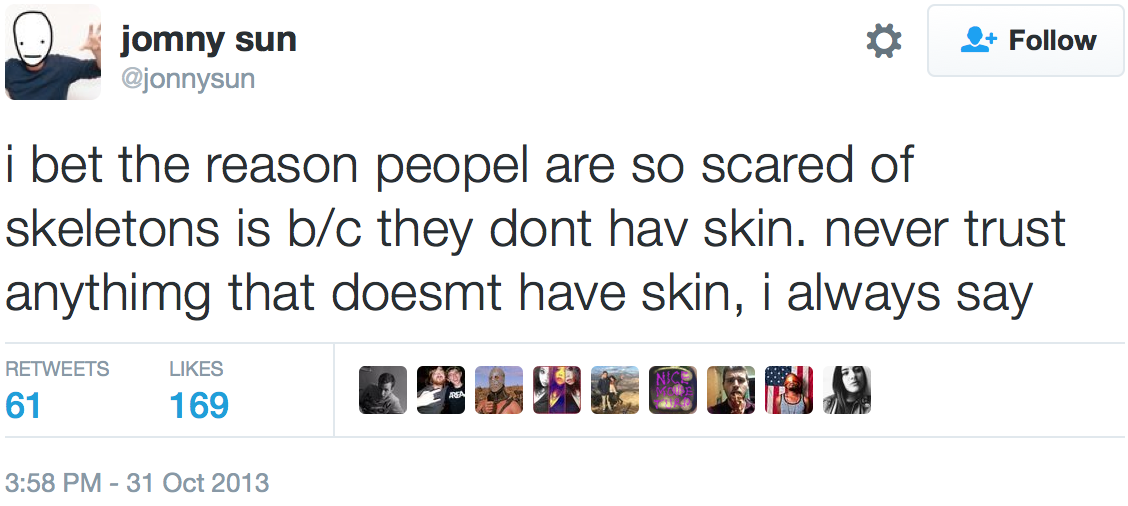 jomny sun
@jonnysun
Follow
i bet the reason peopel are so scared of
skeletons is b/c they dont hav skin. never trust
anythimg that doesmt have skin, i always say
RETWEETS LIKES
61 169
3:58 PM - 31 Oct 2013